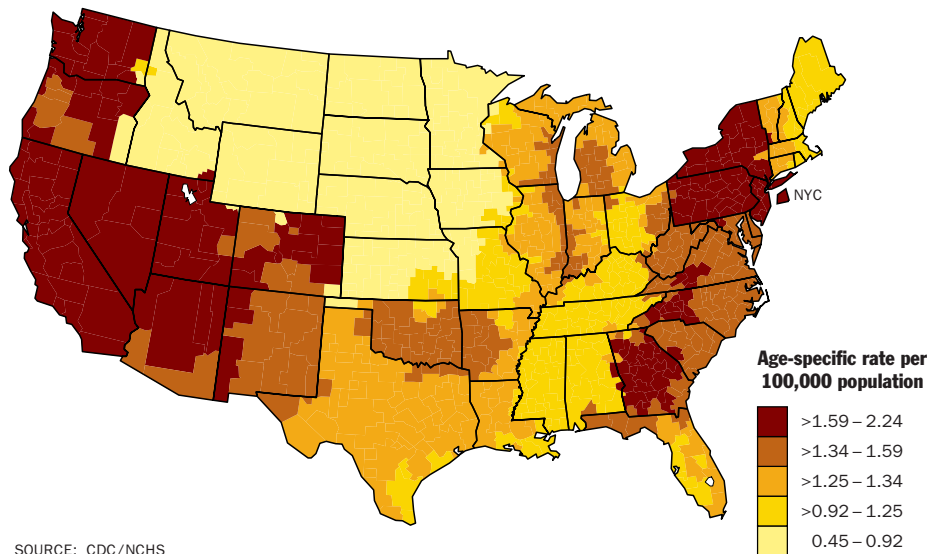 NYC
Age-specific rate per
100,000 population
>1.59 – 2.24
>1.34 – 1.59
>1.25 – 1.34
>0.92 – 1.25
0.45 – 0.92
SOURCE: CDC/NCHS